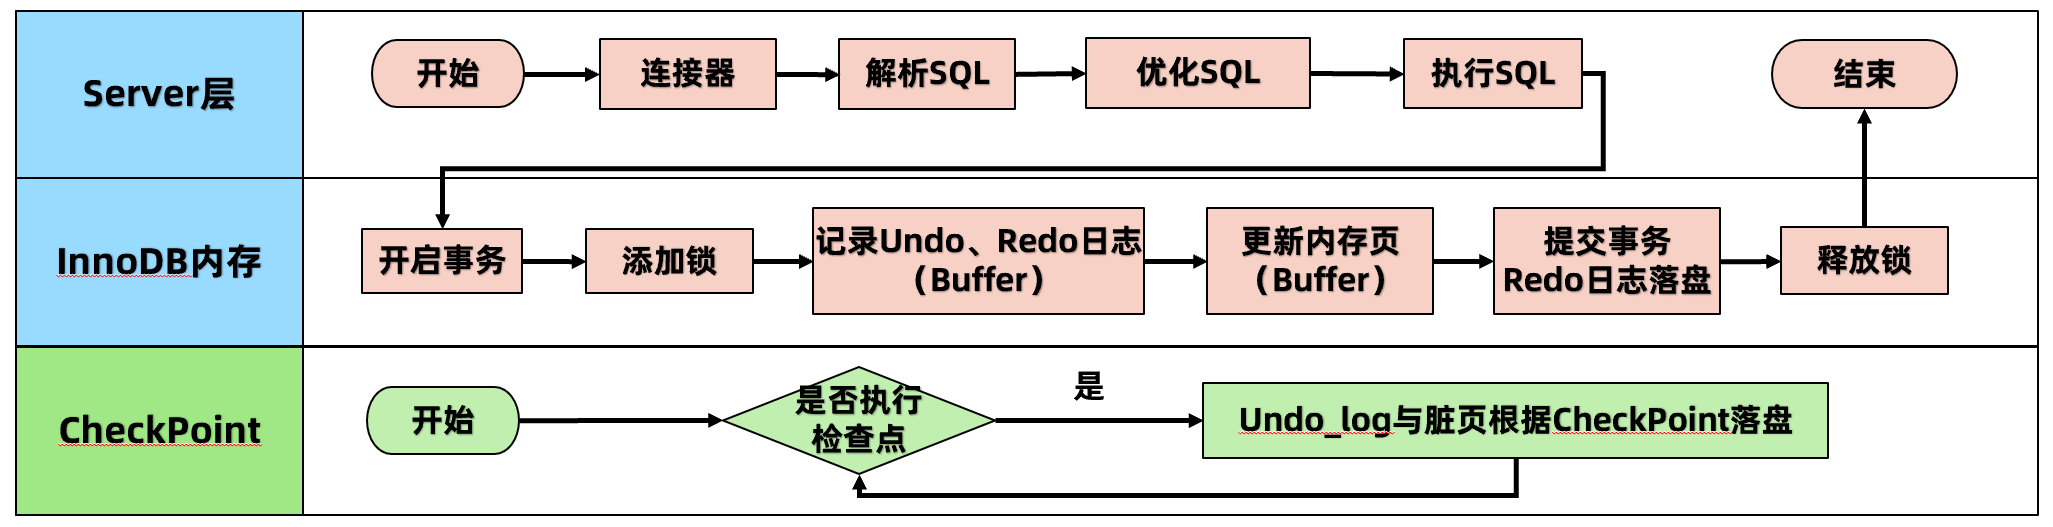 Server层
开始
连接器
解析SQL
优化SQL
执行SQL
结束
InnoDB内存
开启事务
添加锁
记录Undo、Redo日志
（Buffer）
更新内存页
（Buffer）
提交事务
Redo日志落盘
释放锁
CheckPoint
开始
是否执行
检查点
是
Undo_log与脏页根据CheckPoint落盘